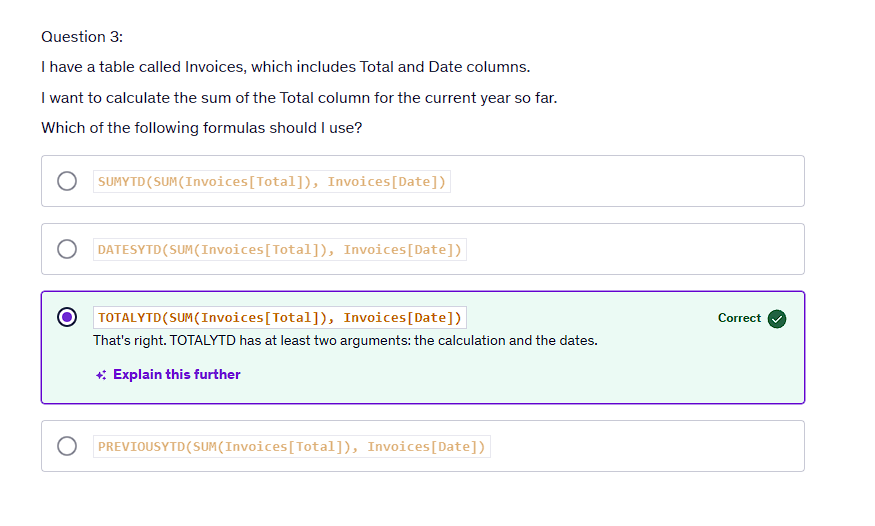 Question 3:
I have a table called Invoices, which includes Total and Date columns.
I want to calculate the sum of the Total column for the current year so far.
Which of the following formulas should I use?
SUMYTD(SUM(Invoices[Total]), Invoices[Date])
DATESYTD(SUM(Invoices[Total]), Invoices[Date])
TOTALYTD(SUM(Invoices[Total]), Invoices[Date])
Correct
That's right. TOTALYTD has at least two arguments: the calculation and the dates.
Explain this further
PREVIOUSYTD(SUM(Invoices[Total]), Invoices[Date])